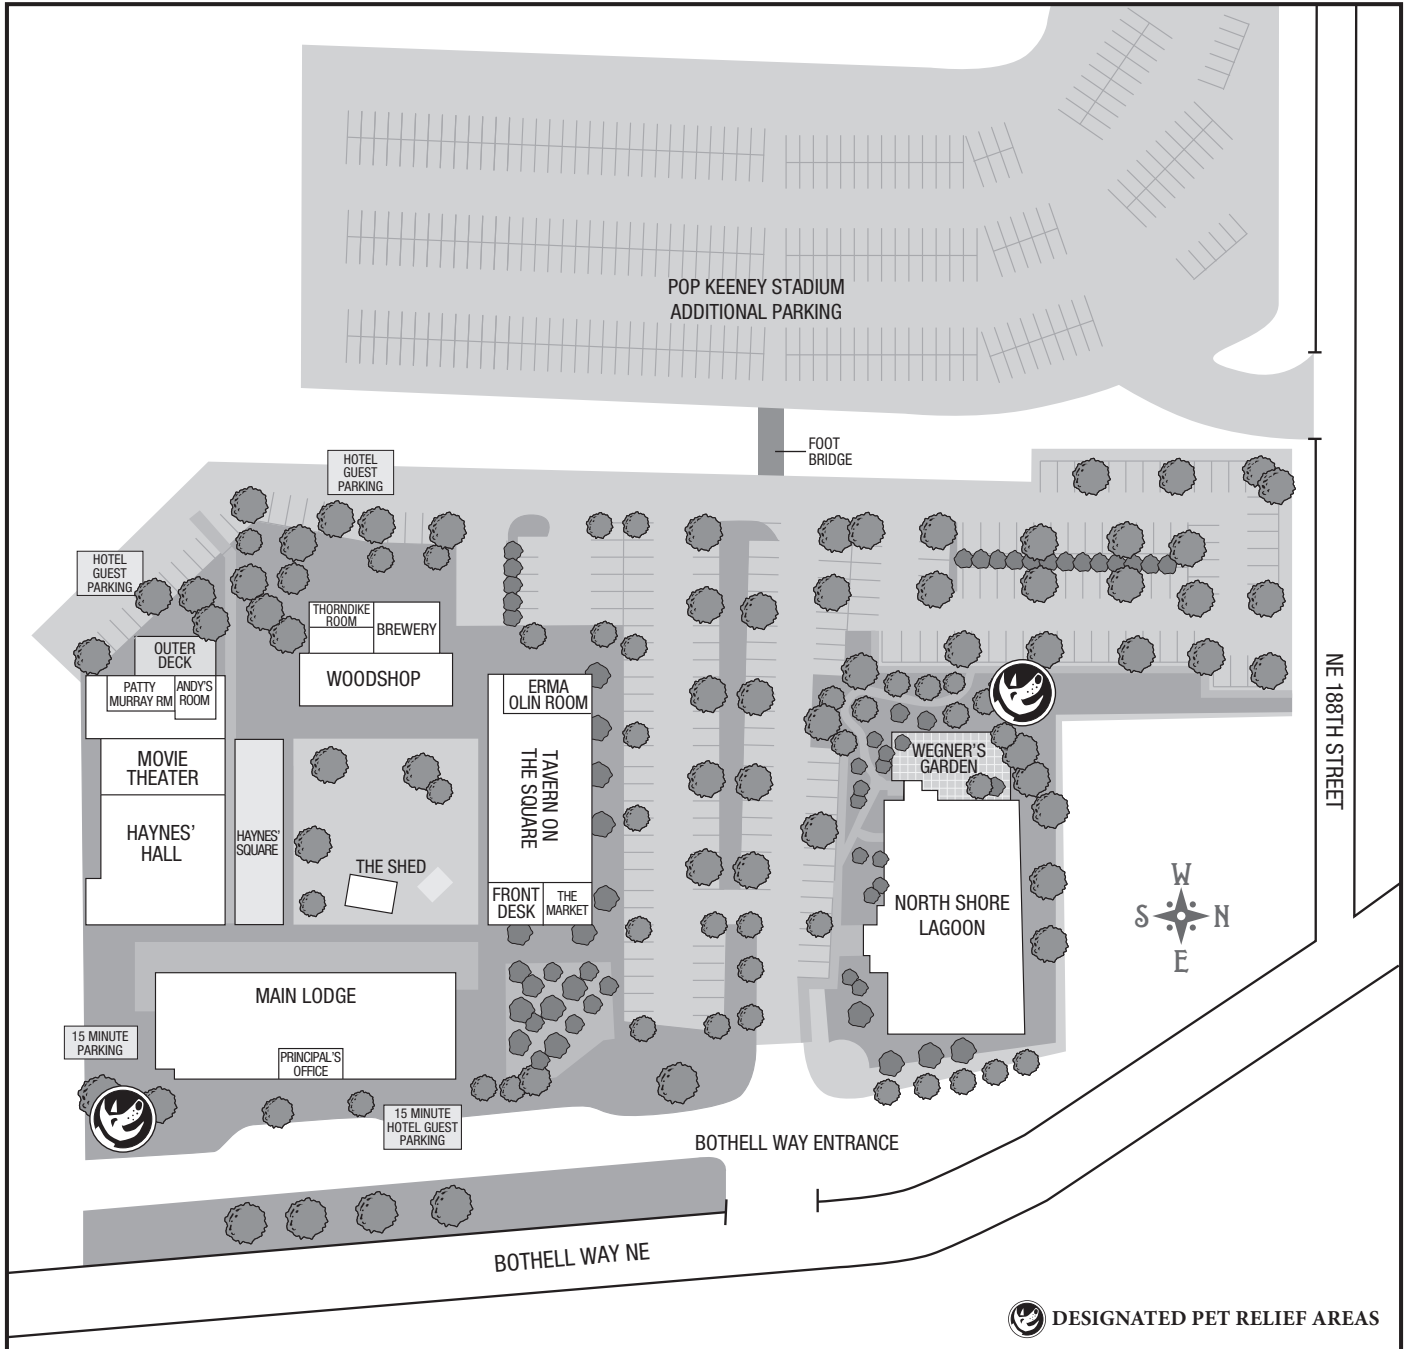 POP KEENEY STADIUM
ADDITIONAL PARKING
FOOT
BRIDGE
HOTEL
GUEST
PARKING
HOTEL
GUEST
PARKING
THORNDIKE
ROOM
BREWERY
WOODSHOP
OUTER
DECK
PATTY
MURRAY RM
ANDY'S
ROOM
MOVIE
THEATER
HAYNES'
HALL
HAYNES'
SQUARE
THE SHED
ERMA
OLIN ROOM
TAVERN ON
THE SQUARE
FRONT
DESK
THE
MARKET
WEGNER'S
GARDEN
NORTH SHORE
LAGOON
NE 188TH STREET
W
S
N
E
MAIN LODGE
PRINCIPAL'S
OFFICE
15 MINUTE
PARKING
15 MINUTE
HOTEL GUEST
PARKING
BOTHELL WAY ENTRANCE
BOTHELL WAY NE
DESIGNATED PET RELIEF AREAS